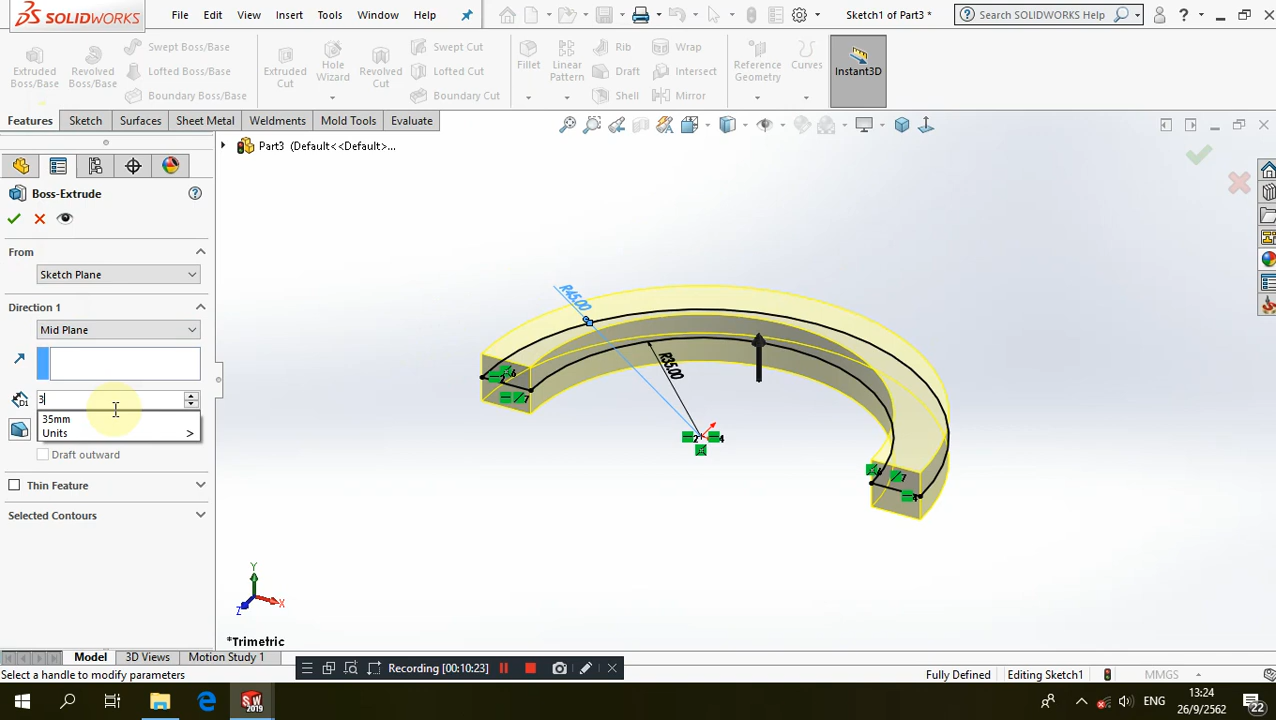 SOLIDWORKS
File
Edit
View
Insert
Tools
Window
Help
Sketch1 of Part3 *
Search SOLIDWORKS Help
?
Extruded Boss/Base
Revolved Boss/Base
Swept Boss/Base
Lofted Boss/Base
Boundary Boss/Base
Extruded Cut
Hole Wizard
Revolved Cut
Swept Cut
Lofted Cut
Boundary Cut
Fillet
Linear Pattern
Rib
Draft
Shell
Wrap
Intersect
Mirror
Reference Geometry
Curves
Instant3D
Features
Sketch
Surfaces
Sheet Metal
Weldments
Mold Tools
Evaluate
Part3 (Default<<Default>...
Boss-Extrude
From
Sketch Plane
Direction 1
Mid Plane
D1
3
35mm
Units >
Draft outward
Thin Feature
Selected Contours
R45.00
R35.00
Y
X
Z
*Trimetric
Model
3D Views
Motion Study 1
Recording [00:10:23]
Select a handle to modify parameters
Fully Defined
Editing Sketch1
MMGS
SW
2019
ENG
13:24
26/9/2562
22